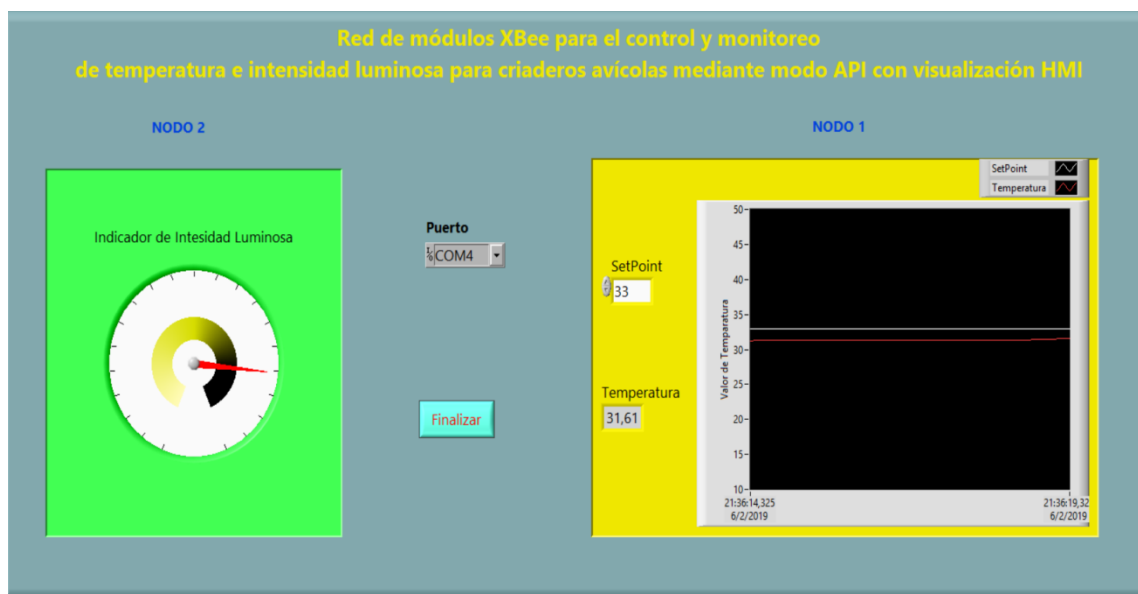 Red de módulos XBee para el control y monitoreo
de temperatura e intensidad luminosa para criaderos avícolas mediante modo API con visualización HMI
NODO 2
NODO 1
Indicador de Intesidad Luminosa
Puerto
COM4
Finalizar
SetPoint
33
Temperatura
31,61
SetPoint
Temperatura
Valor de Temparatura
50
45
40
35
30
25
20
15
10
21:36:14,325
6/2/2019
21:36:19,32
6/2/2019